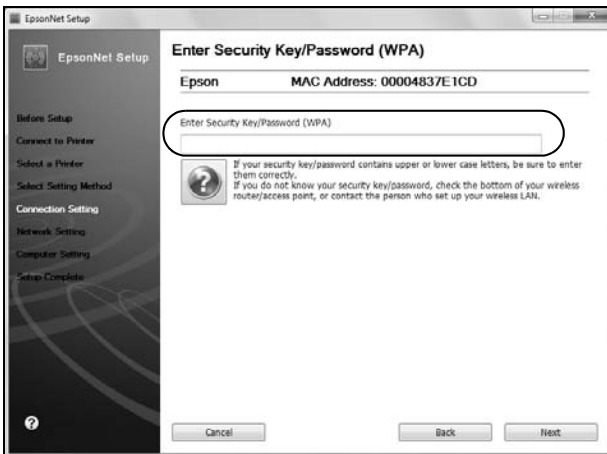 EpsonNet Setup
EpsonNet Setup
Before Setup
Connect to Printer
Select a Printer
Select Setting Method
Connection Setting
Network Setting
Computer Setting
Setup Complete
Enter Security Key/Password (WPA)
Epson MAC Address: 00004837E1CD
Enter Security Key/Password (WPA)
If your security key/password contains upper or lower case letters, be sure to enter
them correctly.
If you do not know your security key/password, check the bottom of your wireless
router/access point, or contact the person who set up your wireless LAN.
Cancel Back Next